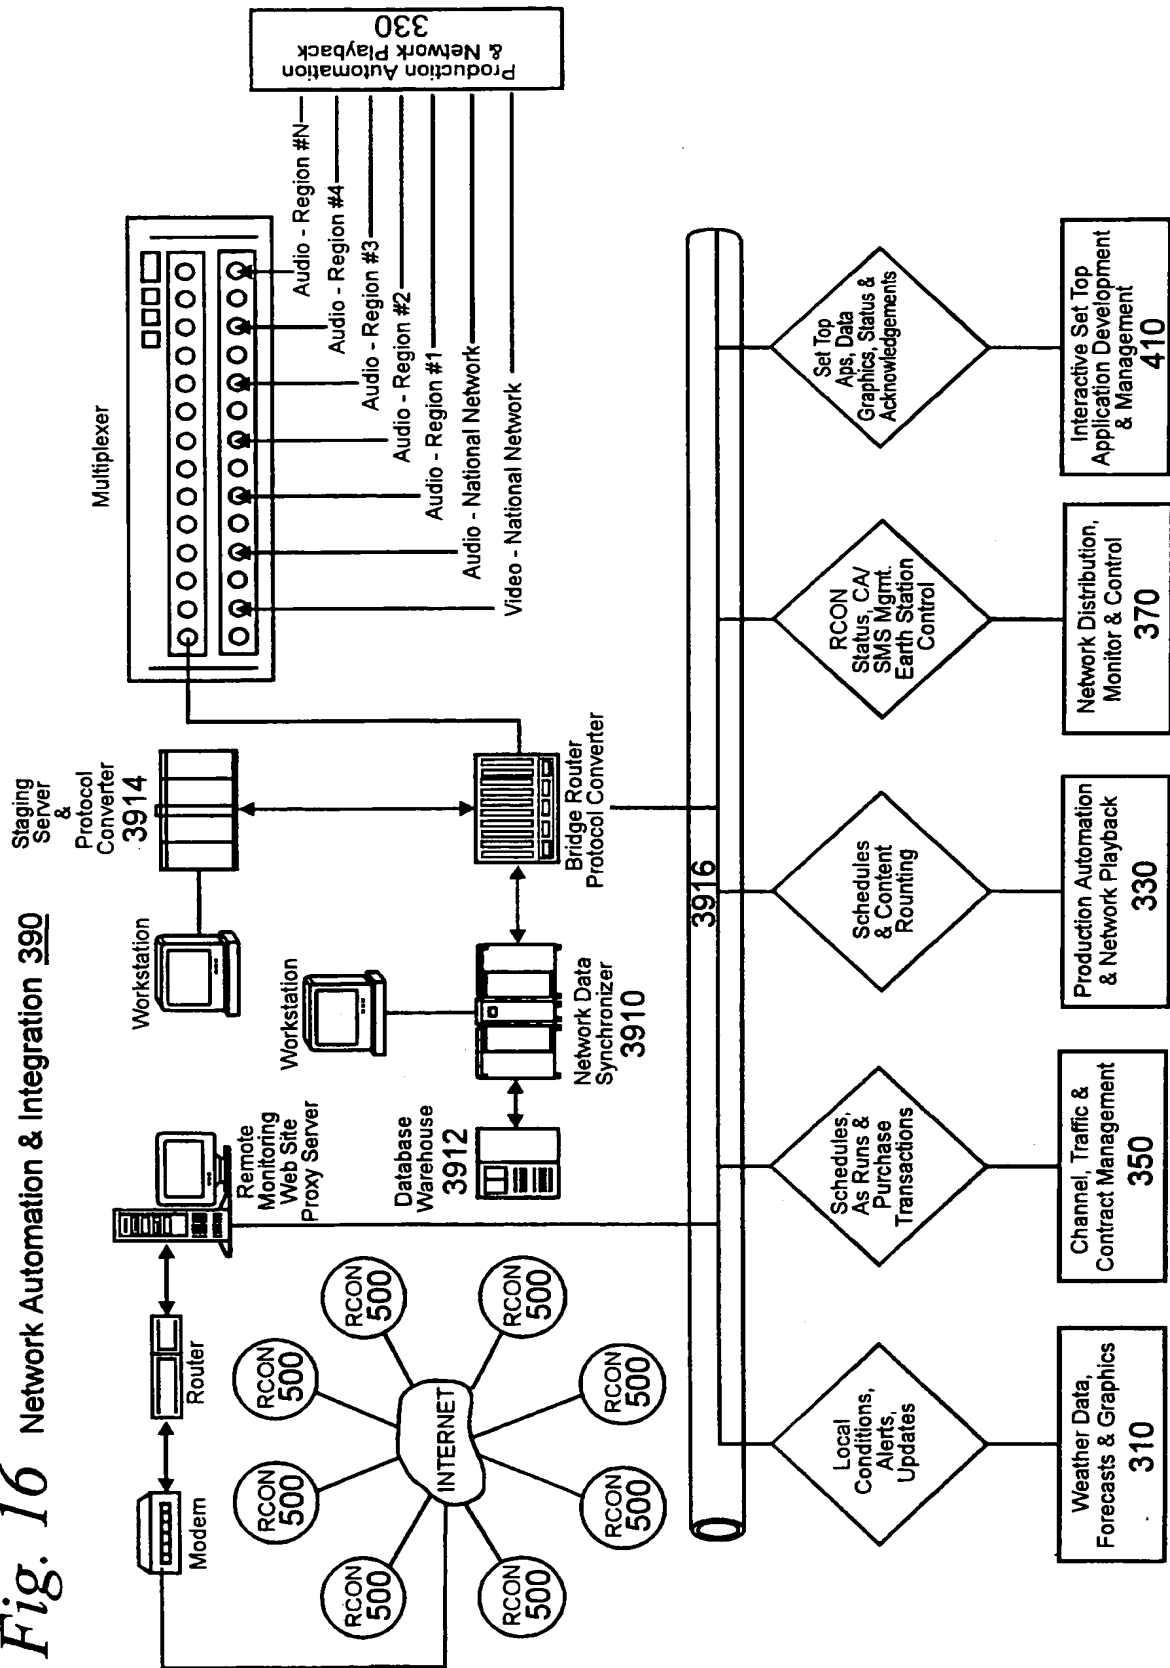 Fig. 16 Network Automation & Integration 390
Modem
Router
Remote
Monitoring
Web Site
Proxy Server
Workstation
Staging
Server
&
Protocol
Converter
3914
Multiplexer
RCON
500
RCON
500
RCON
500
RCON
500
RCON
500
RCON
500
RCON
500
RCON
500
INTERNET
Database
Warehouse
3912
Workstation
Network Data
Synchronizer
3910
Bridge Router
Protocol Converter
Video - National Network
Audio - National Network
Audio - Region #1
Audio - Region #2
Audio - Region #3
Audio - Region #4
Audio - Region #N
Production Automation
& Network Playback
330
3916
Local
Conditions,
Alerts,
Updates
Schedules,
As Runs &
Purchase
Transactions
Schedules
& Content
Rounting
RCON
Status, CA/
SMS Mgmt.
Earth Station
Control
Set Top
Aps, Data
Graphics, Status &
Acknowledgements
Weather Data,
Forecasts & Graphics
310
Channel, Traffic &
Contract Management
350
Production Automation
& Network Playback
330
Network Distribution,
Monitor & Control
370
Interactive Set Top
Application Development
& Management
410